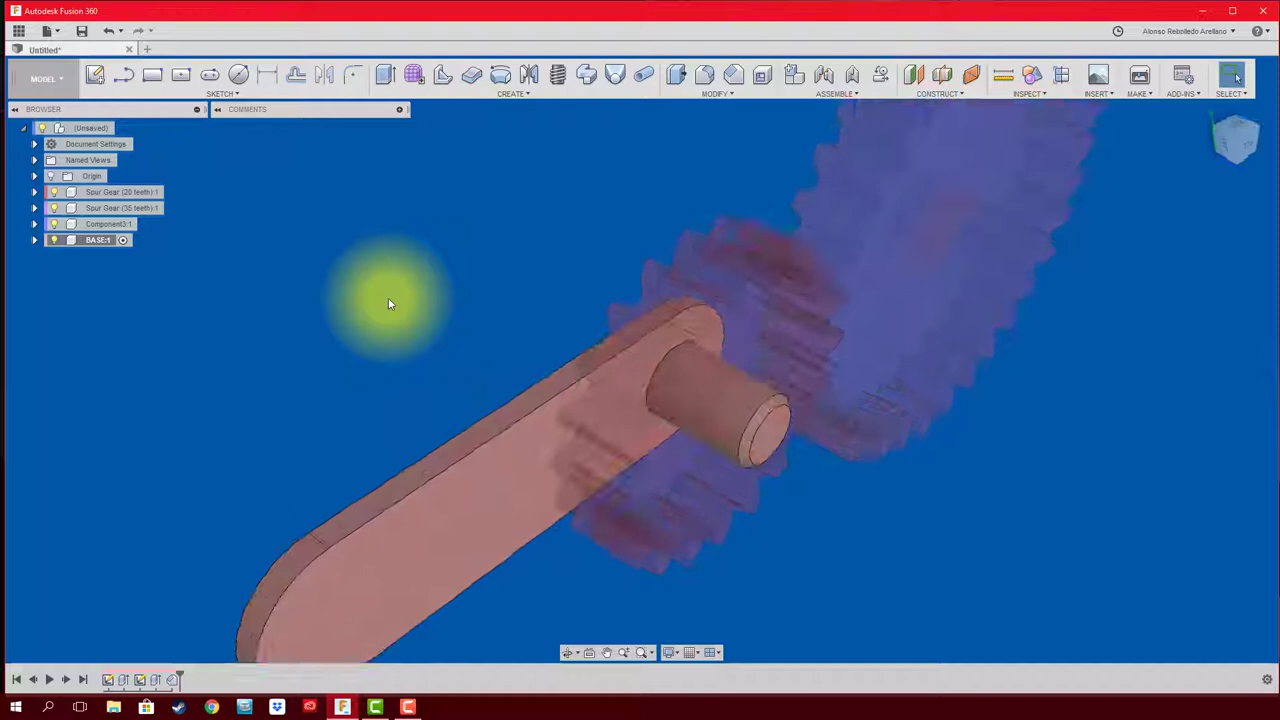 Autodesk Fusion 360
Alonso Rebolledo Arellano
Untitled*
MODEL
SKETCH
CREATE
MODIFY
ASSEMBLE
CONSTRUCT
INSPECT
INSERT
MAKE
ADD-INS
SELECT
BROWSER
COMMENTS
(Unsaved)
Document Settings
Named Views
Origin
Spur Gear (20 teeth):1
Spur Gear (35 teeth):1
Component3:1
BASE:1